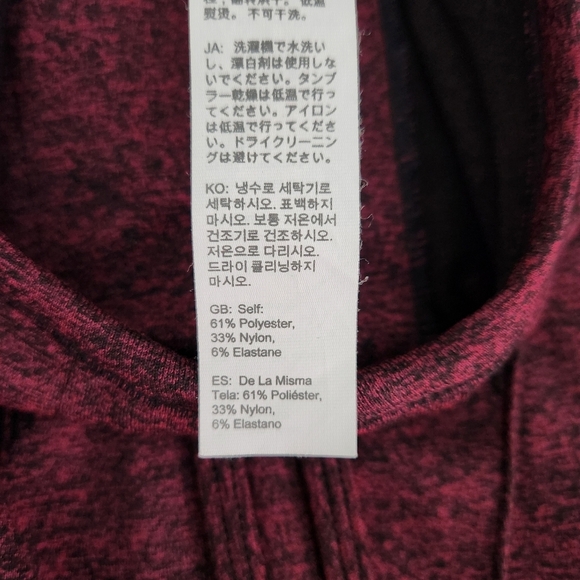 熨烫。不可干洗。
JA: 洗濯機で水洗い
し、漂白剤は使用しな
いでください。タンブ
ラー乾燥は低温で行っ
てください。アイロン
は低温で行ってくださ
い。ドライクリーニン
グは避けてください。
KO: 냉수로 세탁기로
세탁하십시오. 표백하지
마시오. 보통 저온에서
건조기로 건조하시오.
저온으로 다리시오.
드라이 클리닝하지
마시오.
GB: Self:
61% Polyester,
33% Nylon,
6% Elastane
ES: De La Misma
Tela: 61% Poliéster,
33% Nylon,
6% Elastano